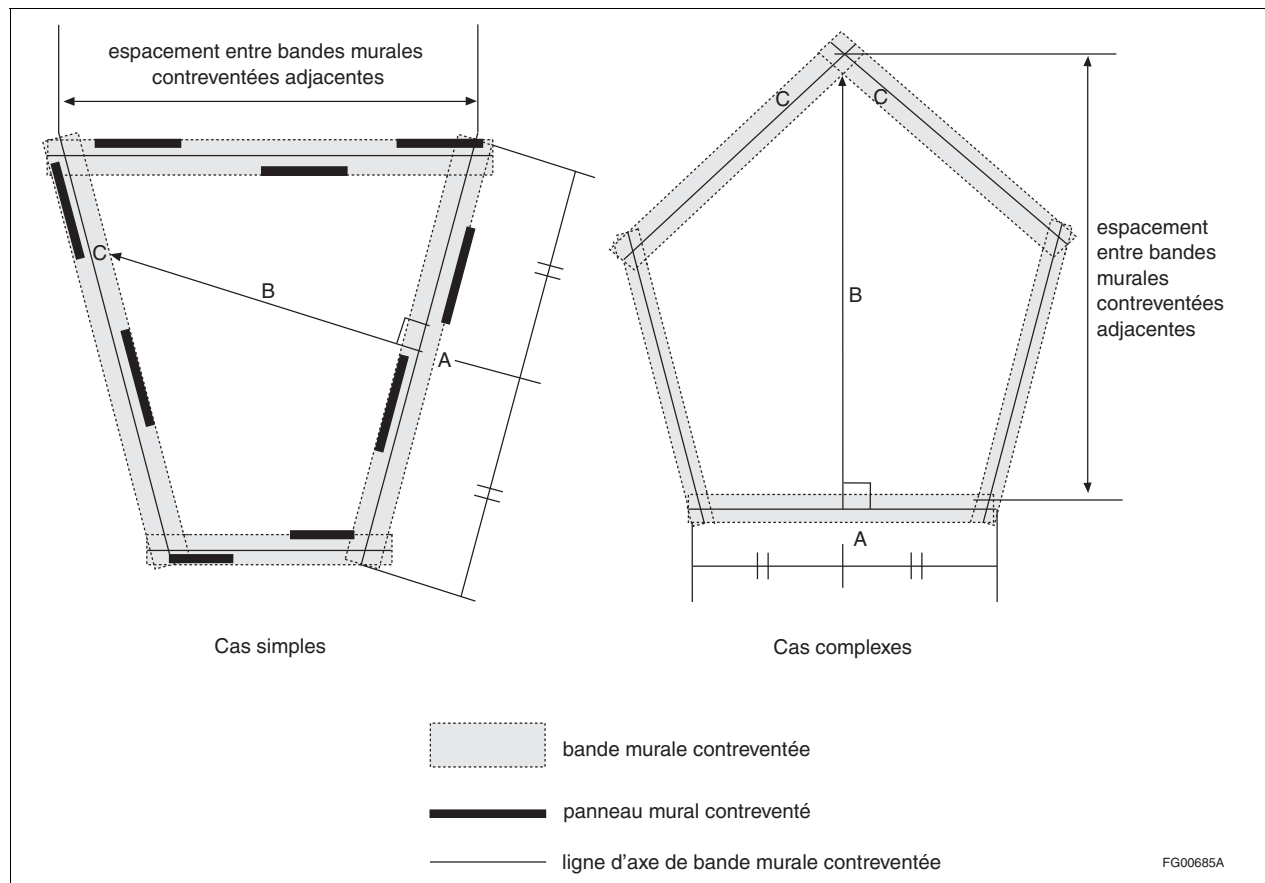 espacement entre bandes murales
contreventées adjacentes
C
B
A
Cas simples
C
C
B
A
espacement
entre bandes
murales
contreventées
adjacentes
Cas complexes
bande murale contreventée
panneau mural contreventé
ligne d'axe de bande murale contreventée
FG00685A